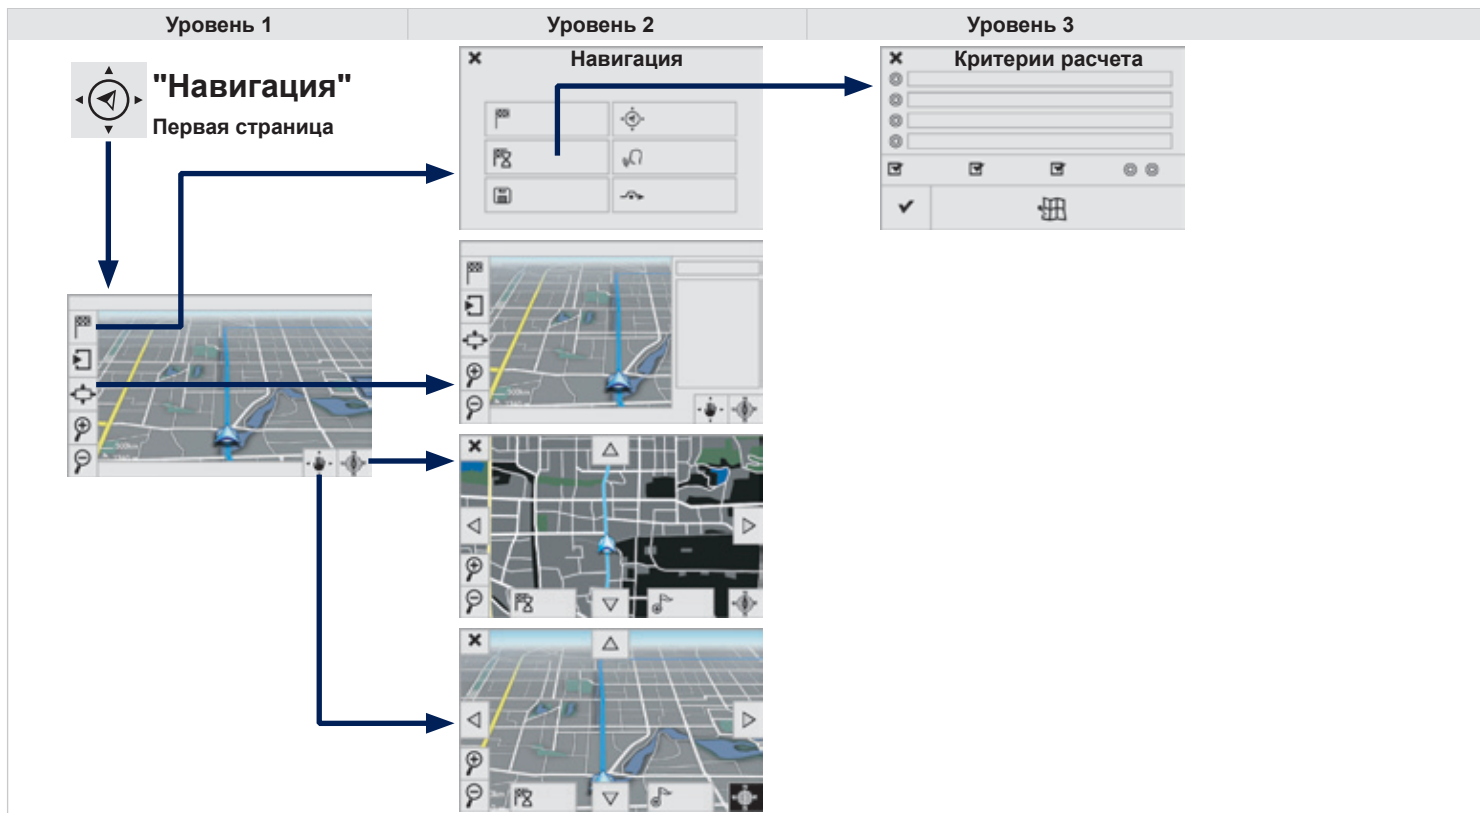 Уровень 1
Уровень 2
Уровень 3
"Навигация"
Первая страница
Навигация
Критерии расчета